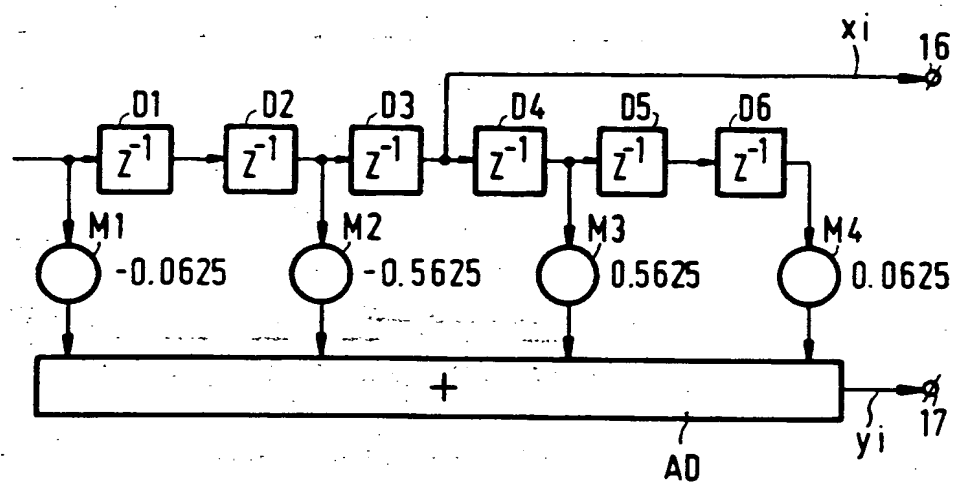 xi 16
D1 D2 D3 D4 D5 D6
z⁻¹ z⁻¹ z⁻¹ z⁻¹ z⁻¹ z⁻¹
M1 M2 M3 M4
-0.0625 -0.5625 0.5625 0.0625
+
yi 17
AD